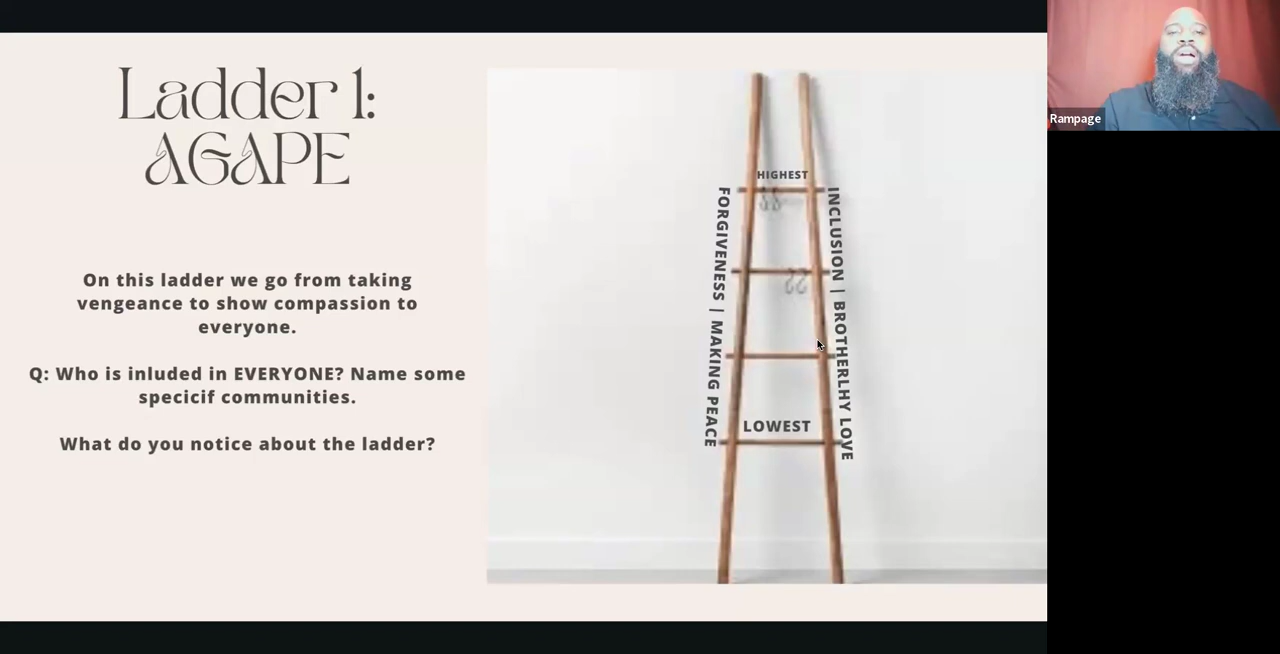 Ladder 1:
AGAPE
On this ladder we go from taking
vengeance to show compassion to
everyone.
Q: Who is inluded in EVERYONE? Name some
specicif communities.
What do you notice about the ladder?
HIGHEST
FORGIVENESS | MAKING PEACE
INCLUSION | BROTHERLHY LOVE
LOWEST
Rampage